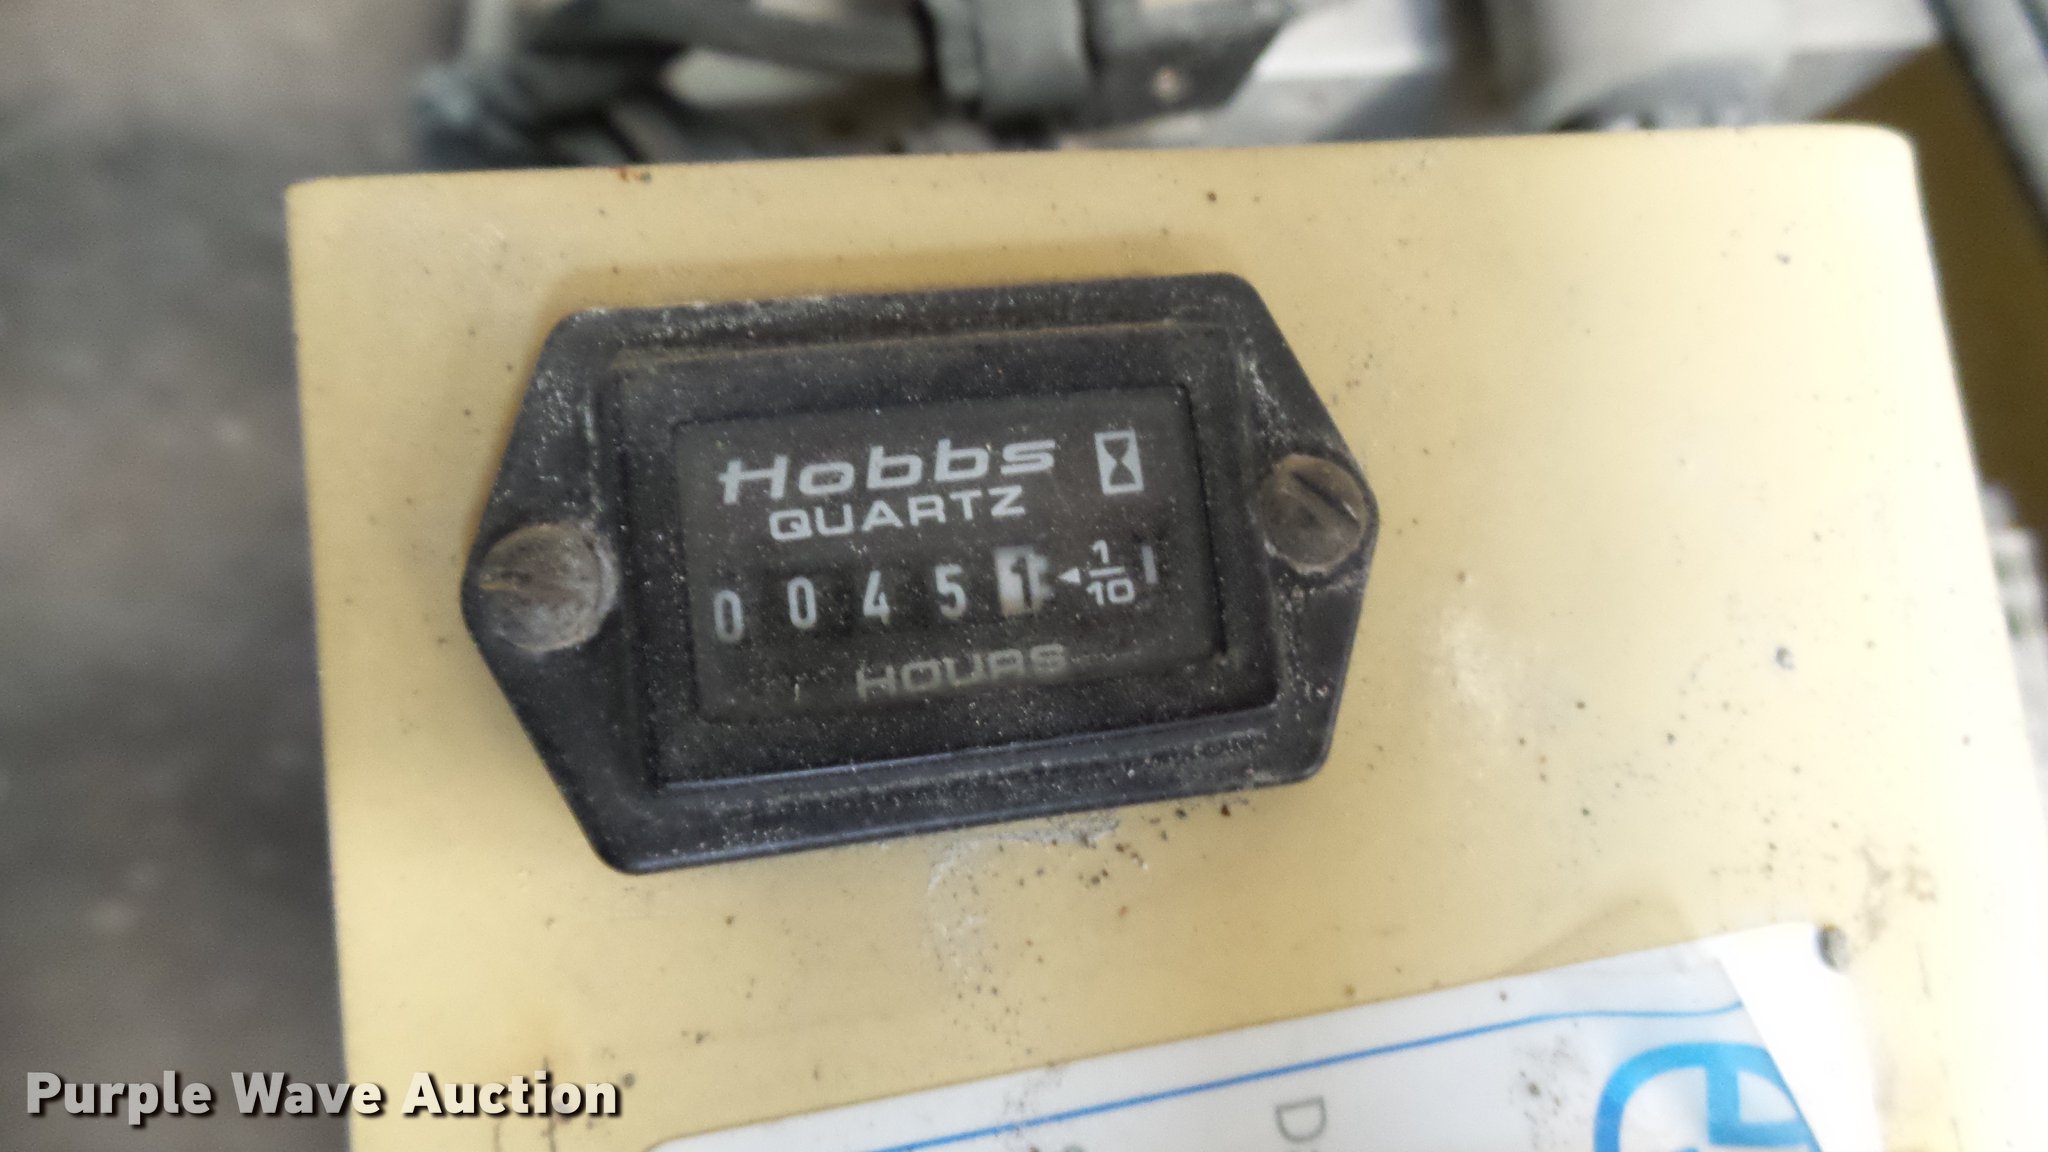 Hobbs
QUARTZ
0 0 4 5 1 ◄ 1/10
HOURS
D
Purple Wave Auction